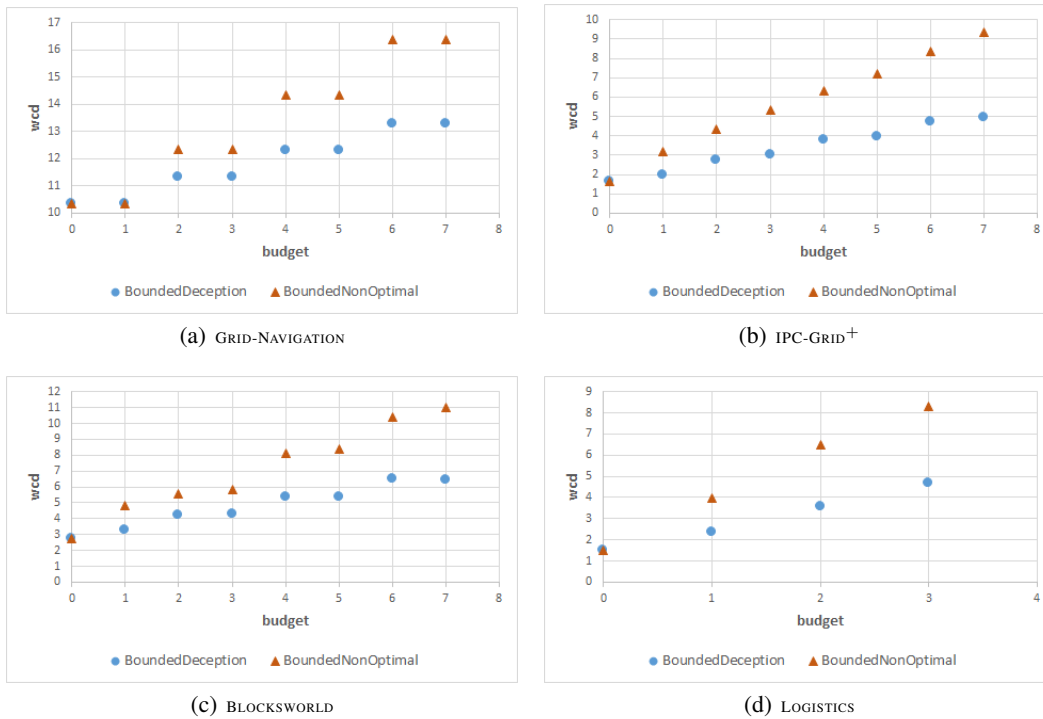 17
16
15
14
13
12
11
10
wcd
0 1 2 3 4 5 6 7 8
budget
BoundedDeception BoundedNonOptimal
(a) Grid-Navigation
10
9
8
7
6
5
4
3
2
1
0
wcd
0 1 2 3 4 5 6 7 8
budget
BoundedDeception BoundedNonOptimal
(b) IPC-Grid+
12
11
10
9
8
7
6
5
4
3
2
1
0
wcd
0 1 2 3 4 5 6 7 8
budget
BoundedDeception BoundedNonOptimal
(c) Blocksworld
9
8
7
6
5
4
3
2
1
0
wcd
0 1 2 3 4
budget
BoundedDeception BoundedNonOptimal
(d) Logistics